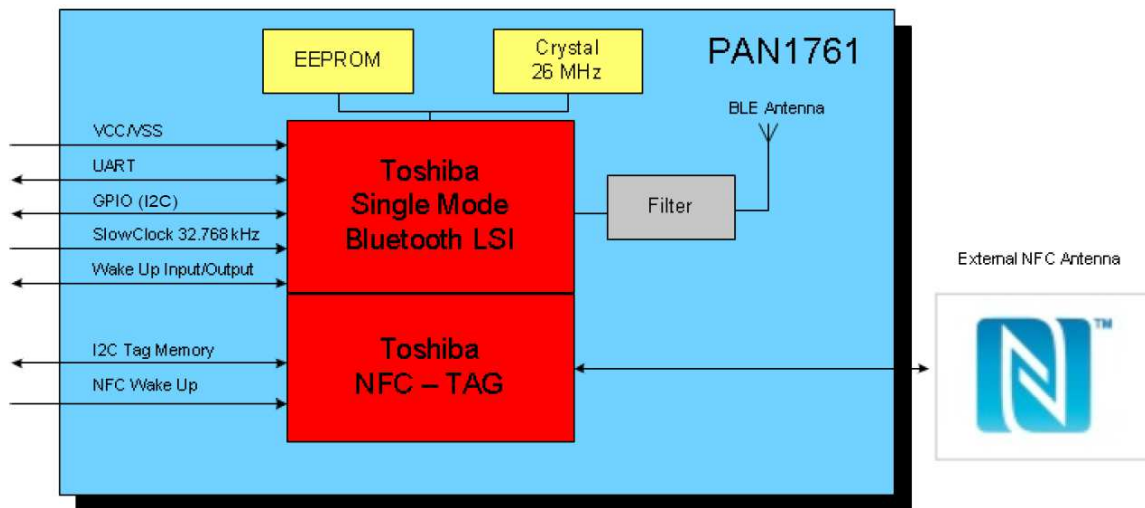 PAN1761
EEPROM
Crystal
26 MHz
BLE Antenna
VCC/VSS
UART
GPIO (I2C)
SlowClock 32.768 kHz
Wake Up Input/Output
Toshiba
Single Mode
Bluetooth LSI
Filter
External NFC Antenna
I2C Tag Memory
NFC Wake Up
Toshiba
NFC – TAG
N
TM